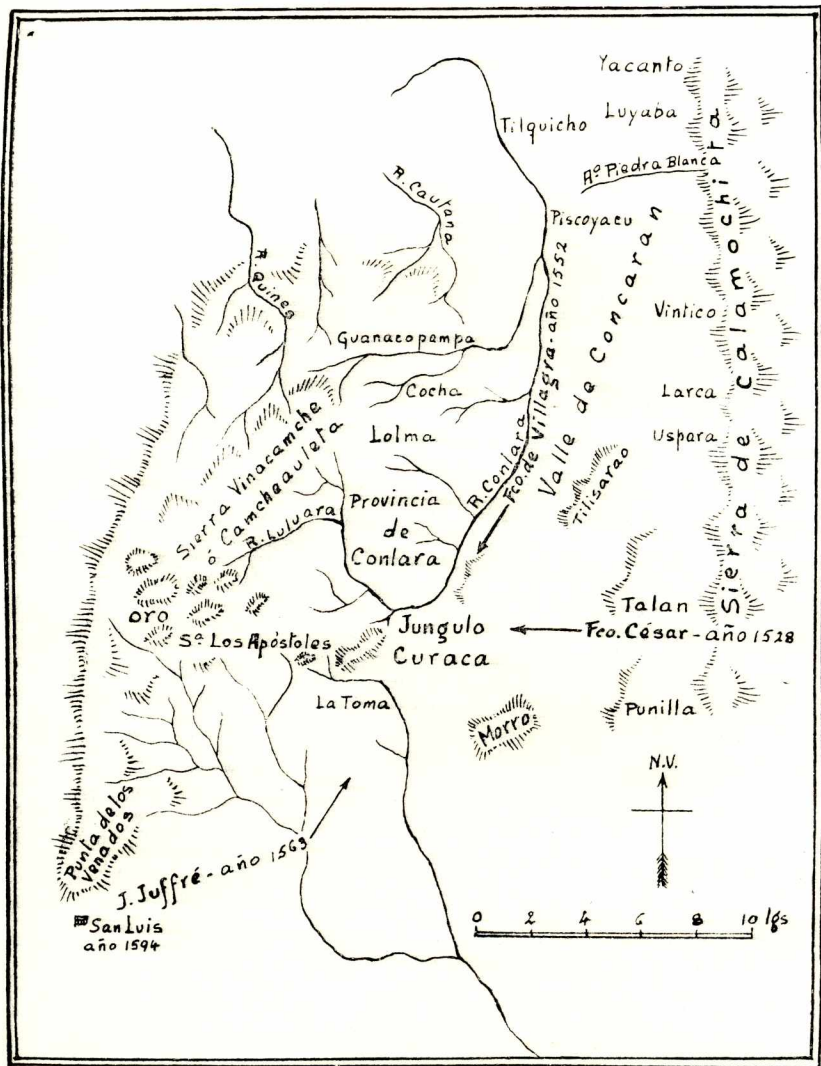 Yacanto
Tilquicho
Luyaba
Aº Piedra Blanca
R. Cautana
Piscoyacu
R. Quines
Sierra de Calamochita
Valle de Concaran
Vintico
Guanacopampa
Cocha
Larca
Lolma
Uspara
Sierra Vinacamche
ó Camcheauleta
R. Conlara
Fco. de Villagra - año 1552
Tilisarao
R. Luluara
Provincia
de
Conlara
oro
Talan
Sª Los Apóstoles
Jungulo
Curaca
Fco. César - año 1528
La Toma
Punilla
Morro
N.V.
Punta de los
Venados
J. Juffré - año 1563
San Luis
año 1594
0 2 4 6 8 10 lgs